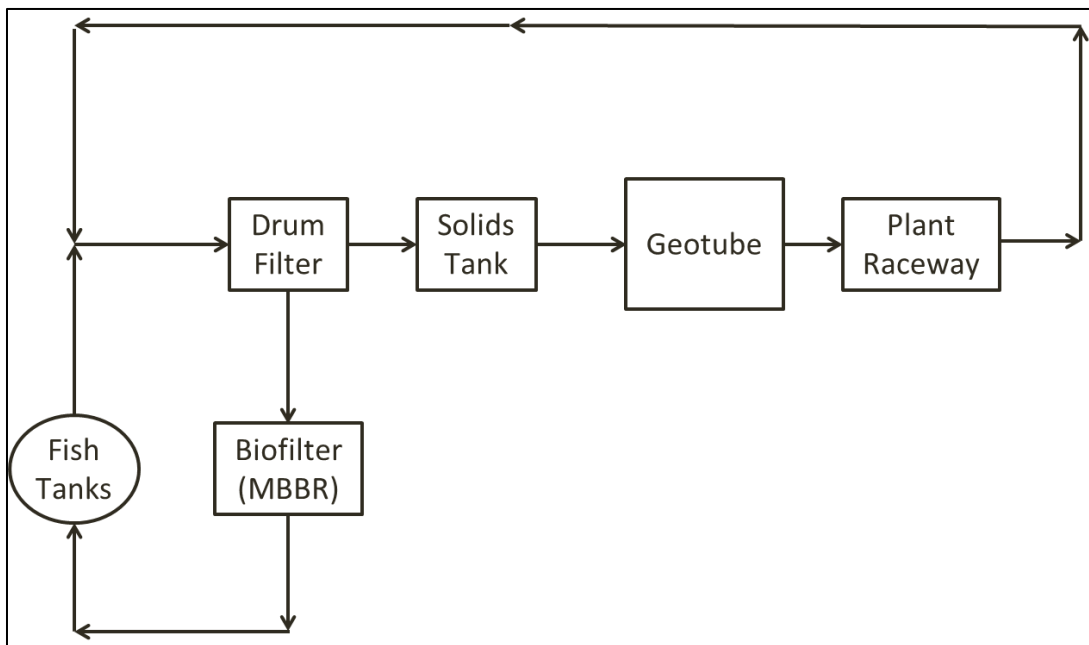 Drum
Filter
Solids
Tank
Geotube
Plant
Raceway
Fish
Tanks
Biofilter
(MBBR)